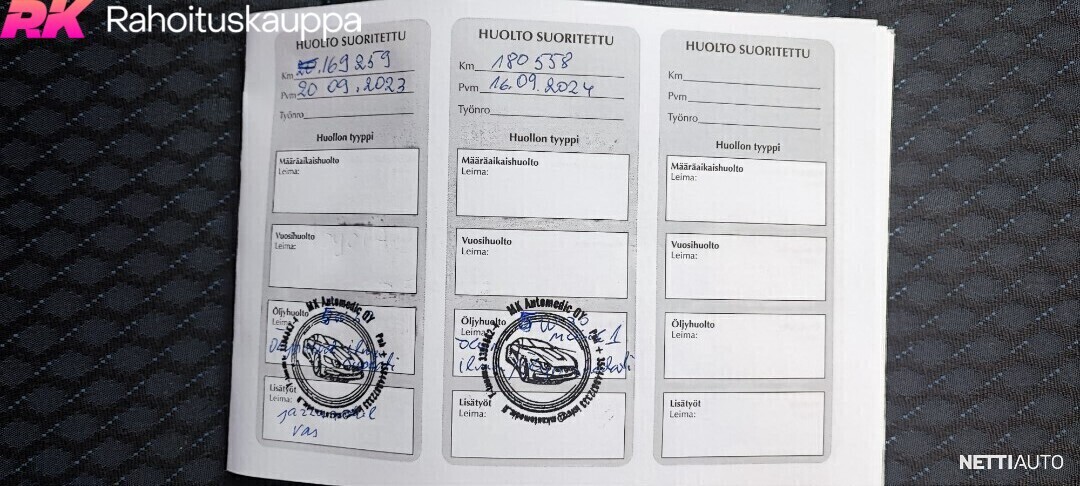 RK Rahoituskauppa
HUOLTO SUORITETTU
Km 169 259
Pvm 20 09.2023
Työnro
Huollon tyyppi
Määräaikaishuolto
Leima:
Vuosihuolto
Leima:
MK Automedic OY
Öljyhuolto
Leima:
Lisätyöt
Leima:
HUOLTO SUORITETTU
Km 180 558
Pvm 16.09.2024
Työnro
Huollon tyyppi
Määräaikaishuolto
Leima:
Vuosihuolto
Leima:
MK Automedic OY
Öljyhuolto
Leima:
Lisätyöt
Leima:
HUOLTO SUORITETTU
Km
Pvm
Työnro
Huollon tyyppi
Määräaikaishuolto
Leima:
Vuosihuolto
Leima:
Öljyhuolto
Leima:
Lisätyöt
Leima:
NETTIAUTO